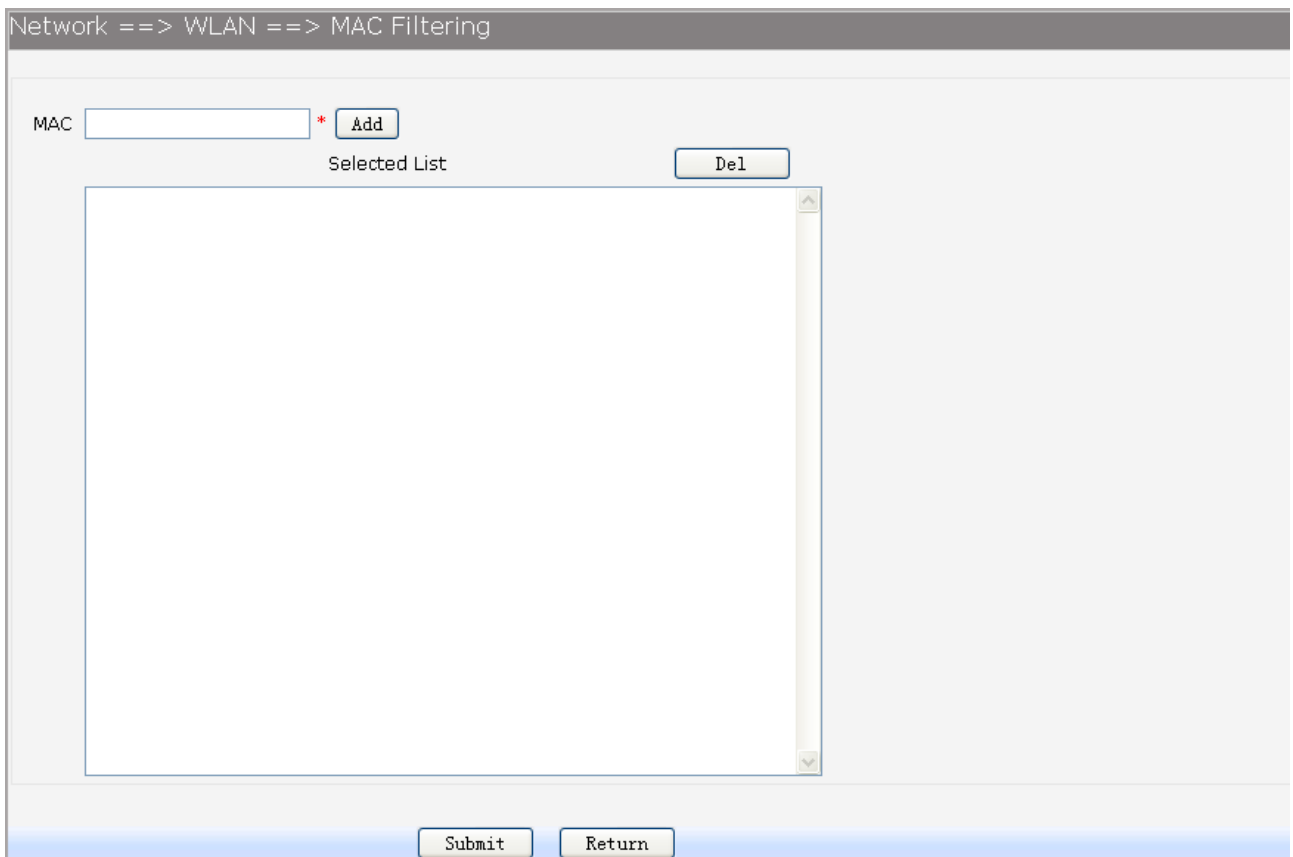 Network ==> WLAN ==> MAC Filtering
MAC * Add
Selected List Del
Submit Return